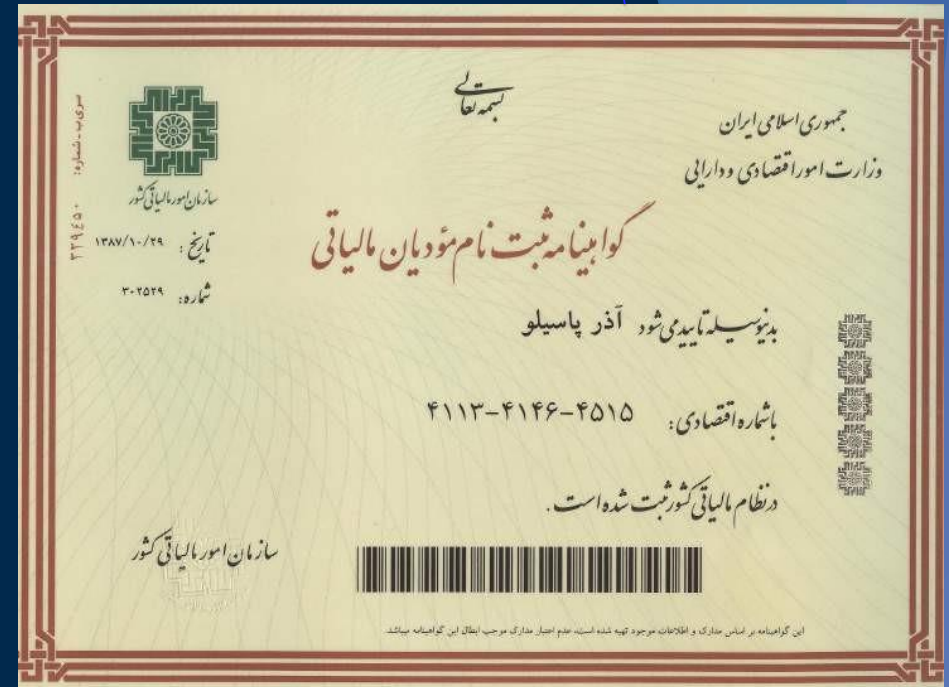 بسمه تعالی
جمهوری اسلامی ایران
وزارت امور اقتصادی و دارایی
سازمان امور مالیاتی کشور
تاریخ : ۱۳۸۷/۱۰/۲۹
شماره: ۳۰۲۵۲۹
سری ب - شماره: ۳۳۹۴۵۰
گواهینامه ثبت نام مؤدیان مالیاتی
بدینوسیله تایید می شود آذر پاسیلو
باشماره اقتصادی: ۴۱۱۳-۴۱۴۶-۴۵۱۵
درنظام مالیاتی کشور ثبت شده است .
سازمان امور مالیاتی کشور
این گواهینامه بر اساس مدارک و اطلاعات موجود تهیه شده است، عدم اعتبار مدارک موجب ابطال این گواهینامه میباشد.